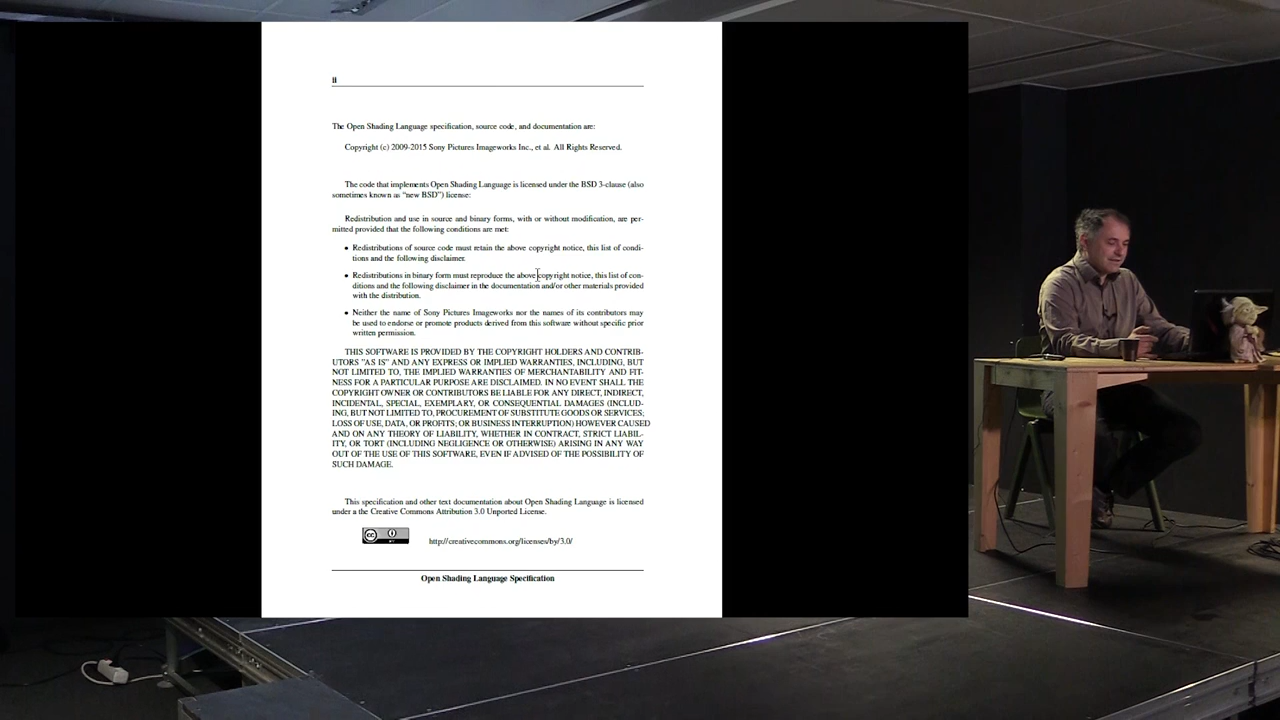 ii
The Open Shading Language specification, source code, and documentation are:
Copyright (c) 2009-2015 Sony Pictures Imageworks Inc., et al. All Rights Reserved.
The code that implements Open Shading Language is licensed under the BSD 3-clause (also
sometimes known as “new BSD”) license:
Redistribution and use in source and binary forms, with or without modification, are per-
mitted provided that the following conditions are met:
• Redistributions of source code must retain the above copyright notice, this list of condi-
tions and the following disclaimer.
• Redistributions in binary form must reproduce the above copyright notice, this list of con-
ditions and the following disclaimer in the documentation and/or other materials provided
with the distribution.
• Neither the name of Sony Pictures Imageworks nor the names of its contributors may
be used to endorse or promote products derived from this software without specific prior
written permission.
THIS SOFTWARE IS PROVIDED BY THE COPYRIGHT HOLDERS AND CONTRIB-
UTORS "AS IS" AND ANY EXPRESS OR IMPLIED WARRANTIES, INCLUDING, BUT
NOT LIMITED TO, THE IMPLIED WARRANTIES OF MERCHANTABILITY AND FIT-
NESS FOR A PARTICULAR PURPOSE ARE DISCLAIMED. IN NO EVENT SHALL THE
COPYRIGHT OWNER OR CONTRIBUTORS BE LIABLE FOR ANY DIRECT, INDIRECT,
INCIDENTAL, SPECIAL, EXEMPLARY, OR CONSEQUENTIAL DAMAGES (INCLUD-
ING, BUT NOT LIMITED TO, PROCUREMENT OF SUBSTITUTE GOODS OR SERVICES;
LOSS OF USE, DATA, OR PROFITS; OR BUSINESS INTERRUPTION) HOWEVER CAUSED
AND ON ANY THEORY OF LIABILITY, WHETHER IN CONTRACT, STRICT LIABIL-
ITY, OR TORT (INCLUDING NEGLIGENCE OR OTHERWISE) ARISING IN ANY WAY
OUT OF THE USE OF THIS SOFTWARE, EVEN IF ADVISED OF THE POSSIBILITY OF
SUCH DAMAGE.
This specification and other text documentation about Open Shading Language is licensed
under a the Creative Commons Attribution 3.0 Unported License.
cc BY http://creativecommons.org/licenses/by/3.0/
Open Shading Language Specification